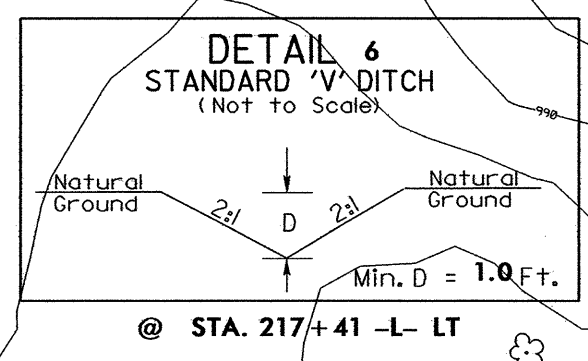 DETAIL 6
STANDARD 'V' DITCH
(Not to Scale)
990
Natural
Ground
2:1
D
2:1
Natural
Ground
Min. D = 1.0 Ft.
@ STA. 217+41 -L- LT